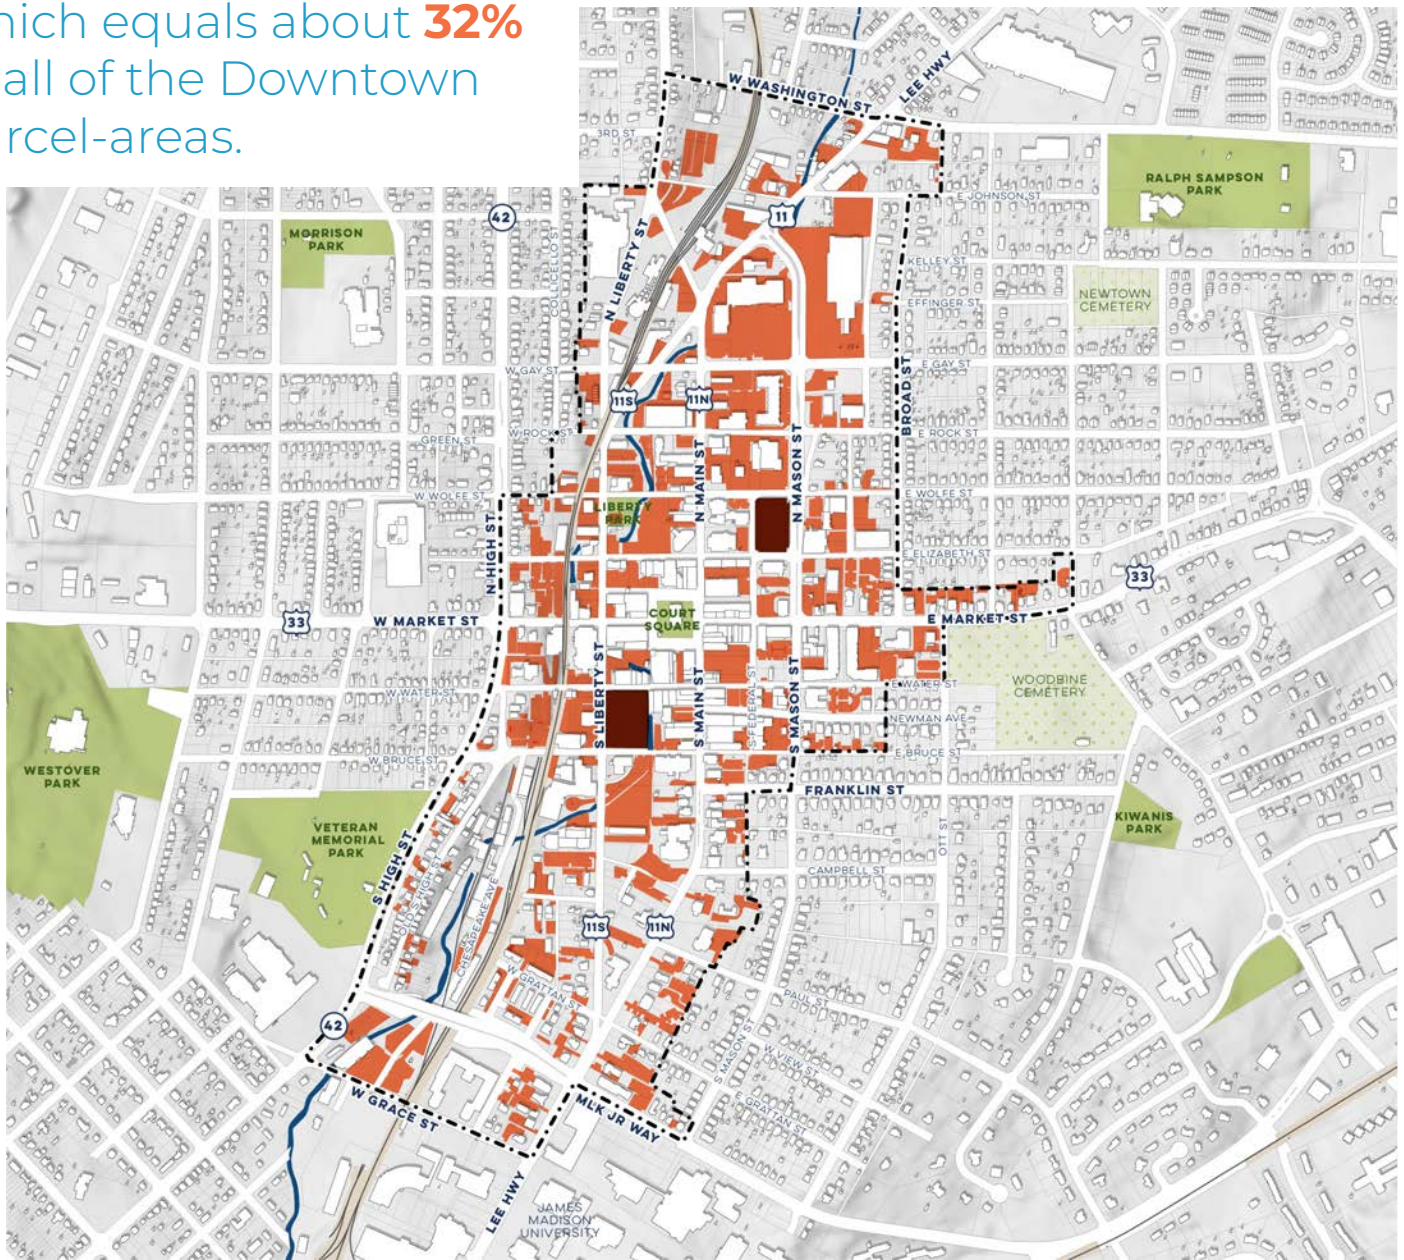 hich equals about 32%
all of the Downtown
rcel-areas.
W WASHINGTON ST
LEE HWY
3RD ST
RALPH SAMPSON
PARK
E JOHNSON ST
42
11
MORRISON
PARK
COLLICELLO ST
N LIBERTY ST
KELLEY ST
EFFINGER ST
NEWTOWN
CEMETERY
W GAY ST
E GAY ST
BROAD ST
11S
11N
GREEN ST
W ROCK ST
E ROCK ST
N MAIN ST
N MASON ST
W WOLFE ST
E WOLFE ST
LIBERTY
PARK
N HIGH ST
E ELIZABETH ST
33
33
W MARKET ST
COURT
SQUARE
E MARKET ST
S LIBERTY ST
S MAIN ST
S FEDERAL ST
S MASON ST
W WATER ST
E WATER ST
WOODBINE
CEMETERY
NEWMAN AVE
W BRUCE ST
E BRUCE ST
WESTOVER
PARK
FRANKLIN ST
VETERAN
MEMORIAL
PARK
KIWANIS
PARK
OTT ST
S HIGH ST
OLD S HIGH ST
CAMPBELL ST
CHESAPEAKE AVE
11S
11N
W GRATTAN ST
PAUL ST
42
S MASON ST
W VIEW ST
E GRATTAN ST
W GRACE ST
MLK JR WAY
LEE HWY
JAMES
MADISON
UNIVERSITY